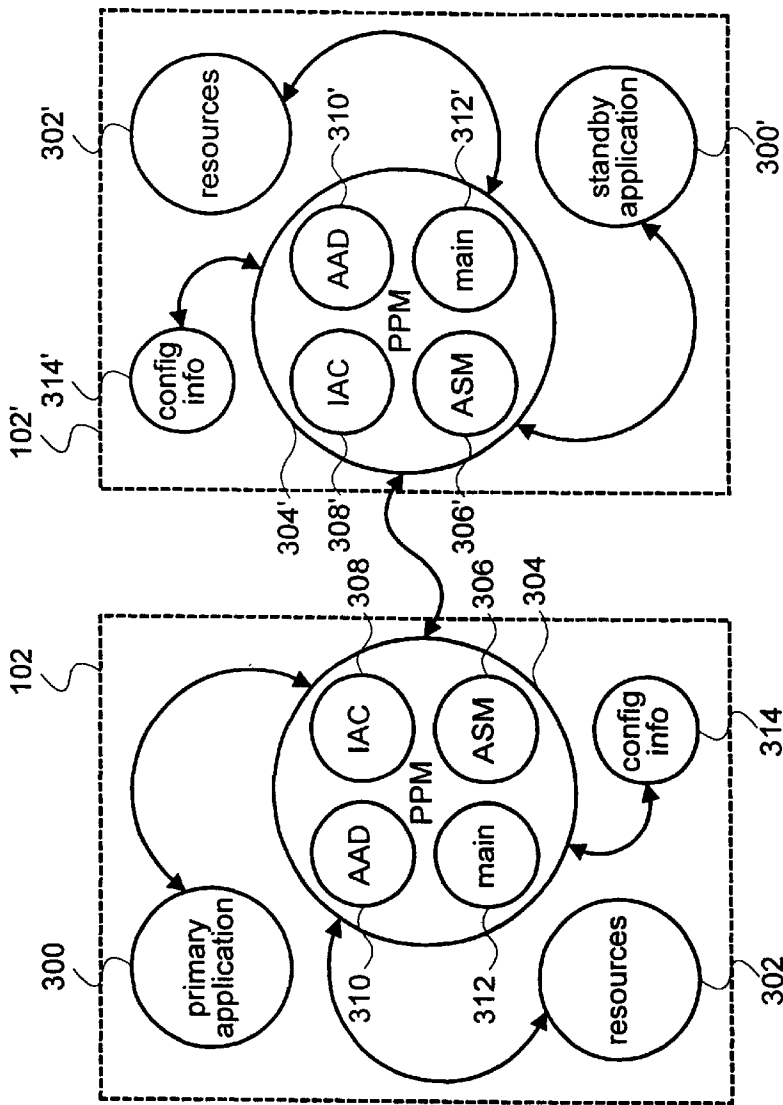 102
300
primary
application
308
IAC
AAD
PPM
310
306
ASM
main
312
304
resources
302
config
info
314
102'
314'
config
info
302'
resources
304'
308'
IAC
AAD
310'
PPM
306'
ASM
main
312'
standby
application
300'